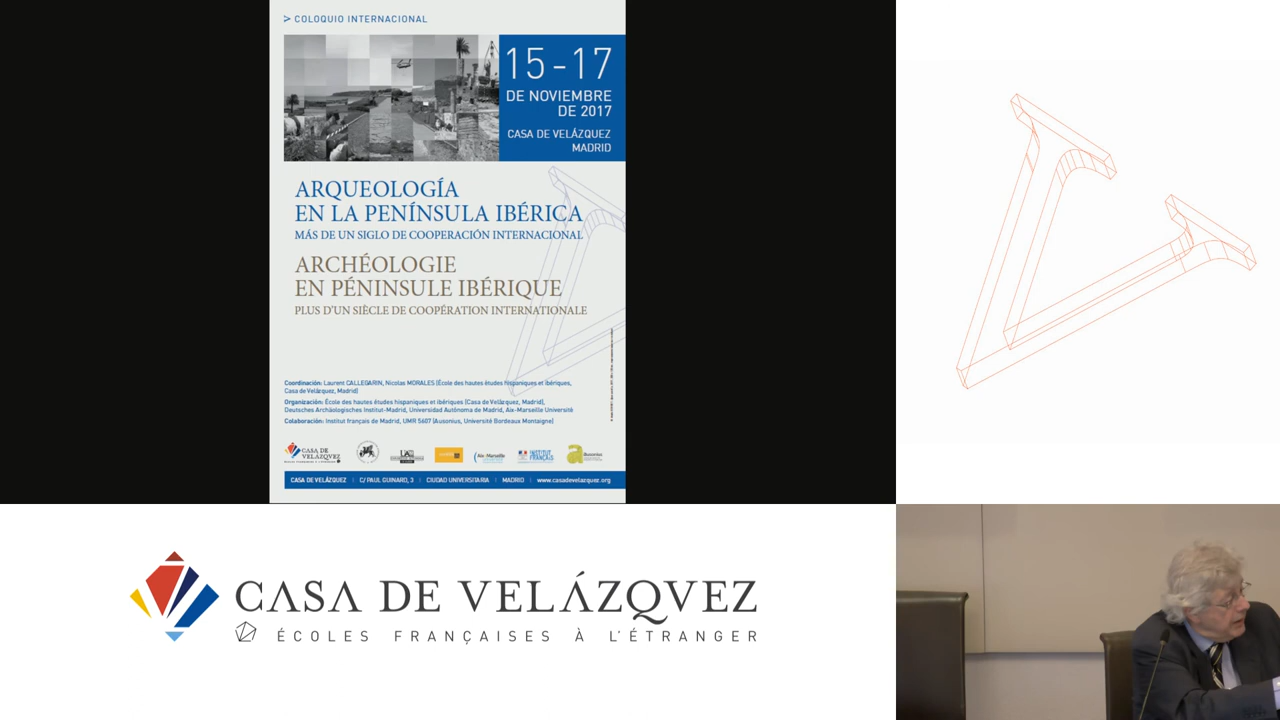 > COLOQUIO INTERNACIONAL
15-17
DE NOVIEMBRE
DE 2017
CASA DE VELÁZQUEZ
MADRID
ARQUEOLOGÍA
EN LA PENÍNSULA IBÉRICA
MÁS DE UN SIGLO DE COOPERACIÓN INTERNACIONAL
ARCHÉOLOGIE
EN PÉNINSULE IBÉRIQUE
PLUS D'UN SIÈCLE DE COOPÉRATION INTERNATIONALE
Coordinación: Laurent CALLEGARIN, Nicolas MORALES (École des hautes études hispaniques et ibériques,
Casa de Velázquez, Madrid)
Organización: École des hautes études hispaniques et ibériques (Casa de Velázquez, Madrid),
Deutsches Archäologisches Institut-Madrid, Universidad Autónoma de Madrid, Aix-Marseille Université
Colaboración: Institut français de Madrid, UMR 5607 (Ausonius, Université Bordeaux Montaigne)
CASA DE VELÁZQUEZ
Aix-Marseille
INSTITUT FRANÇAIS
Ausonius
CASA DE VELÁZQUEZ | C/ PAUL GUINARD, 3 | CIUDAD UNIVERSITARIA | MADRID | www.casadevelazquez.org
CASA DE VELÁZQVEZ
ÉCOLES FRANÇAISES À L'ÉTRANGER